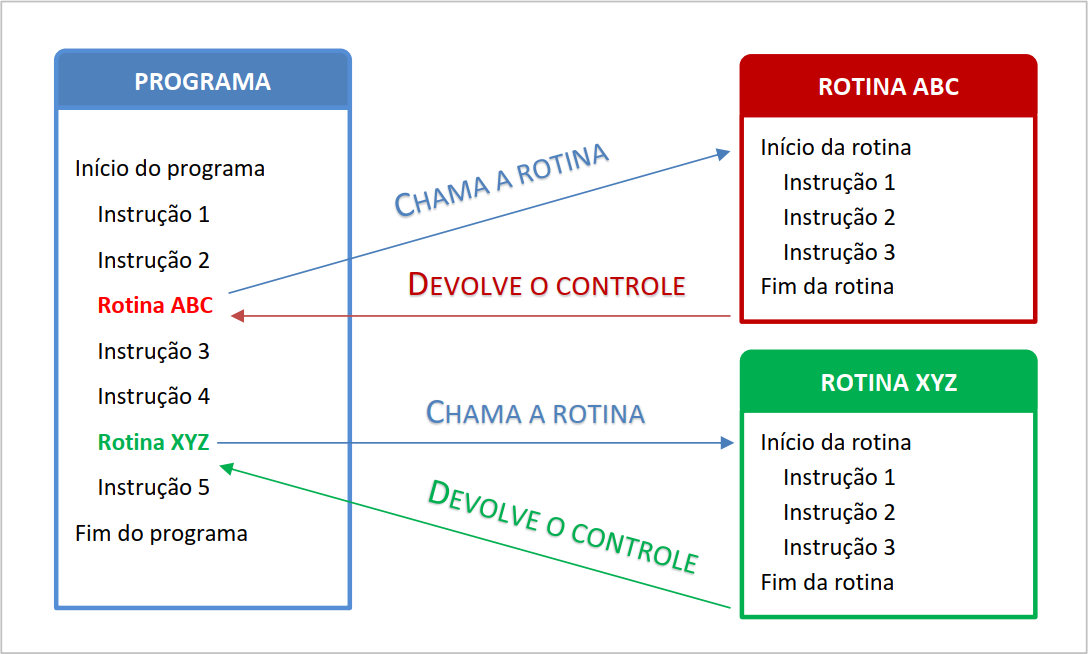 PROGRAMA
Início do programa
Instrução 1
Instrução 2
Rotina ABC
Instrução 3
Instrução 4
Rotina XYZ
Instrução 5
Fim do programa
CHAMA A ROTINA
DEVOLVE O CONTROLE
CHAMA A ROTINA
DEVOLVE O CONTROLE
ROTINA ABC
Início da rotina
Instrução 1
Instrução 2
Instrução 3
Fim da rotina
ROTINA XYZ
Início da rotina
Instrução 1
Instrução 2
Instrução 3
Fim da rotina